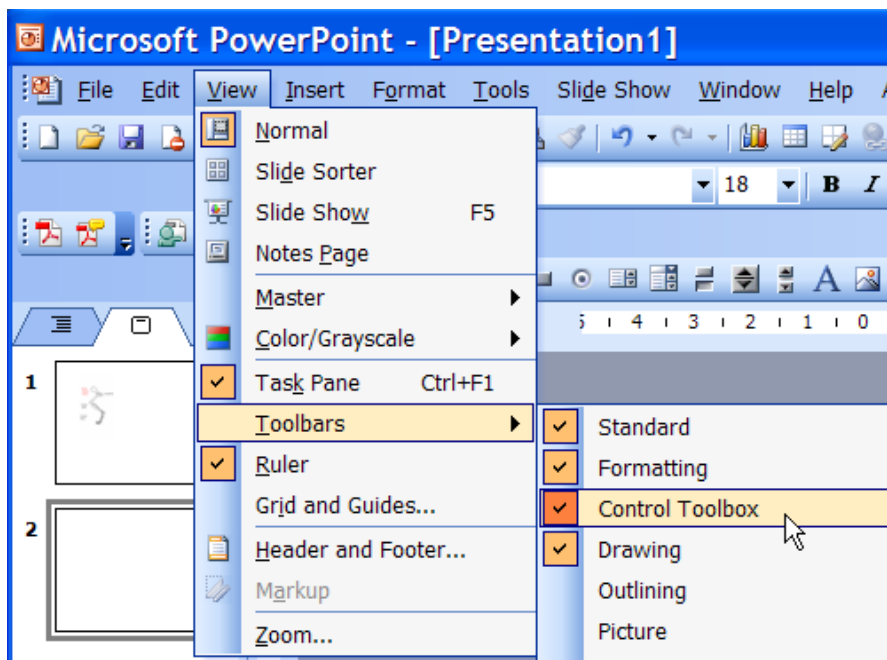 Microsoft PowerPoint - [Presentation1]
File Edit View Insert Format Tools Slide Show Window Help
18 B I
Normal
Slide Sorter
Slide Show F5
Notes Page
Master
Color/Grayscale
Task Pane Ctrl+F1
Toolbars
Ruler
Grid and Guides...
Header and Footer...
Markup
Zoom...
A
5 4 3 2 1 0
1
2
Standard
Formatting
Control Toolbox
Drawing
Outlining
Picture